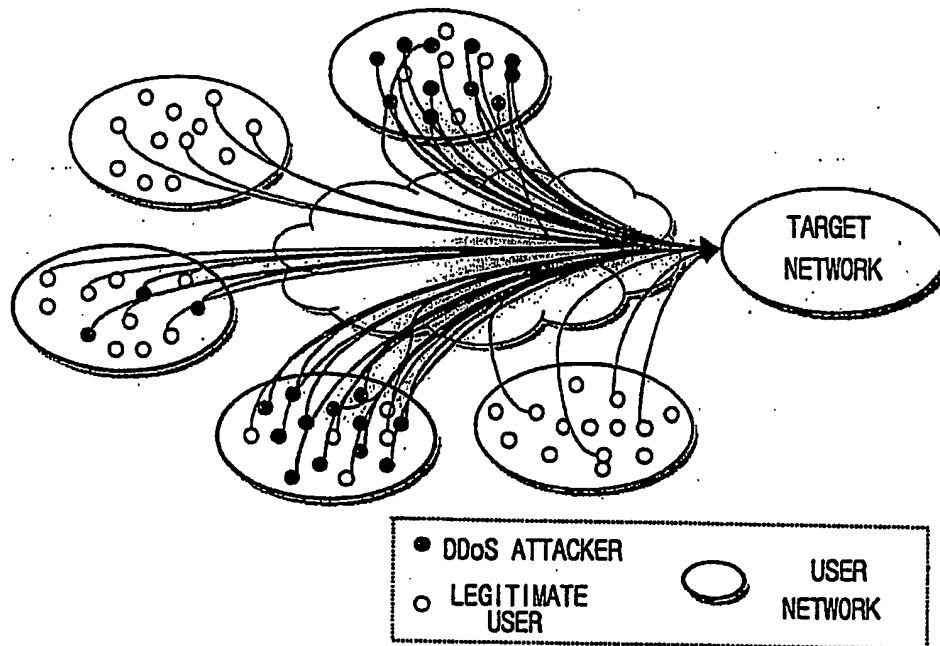 TARGET
NETWORK
DDoS ATTACKER
LEGITIMATE
USER
USER
NETWORK